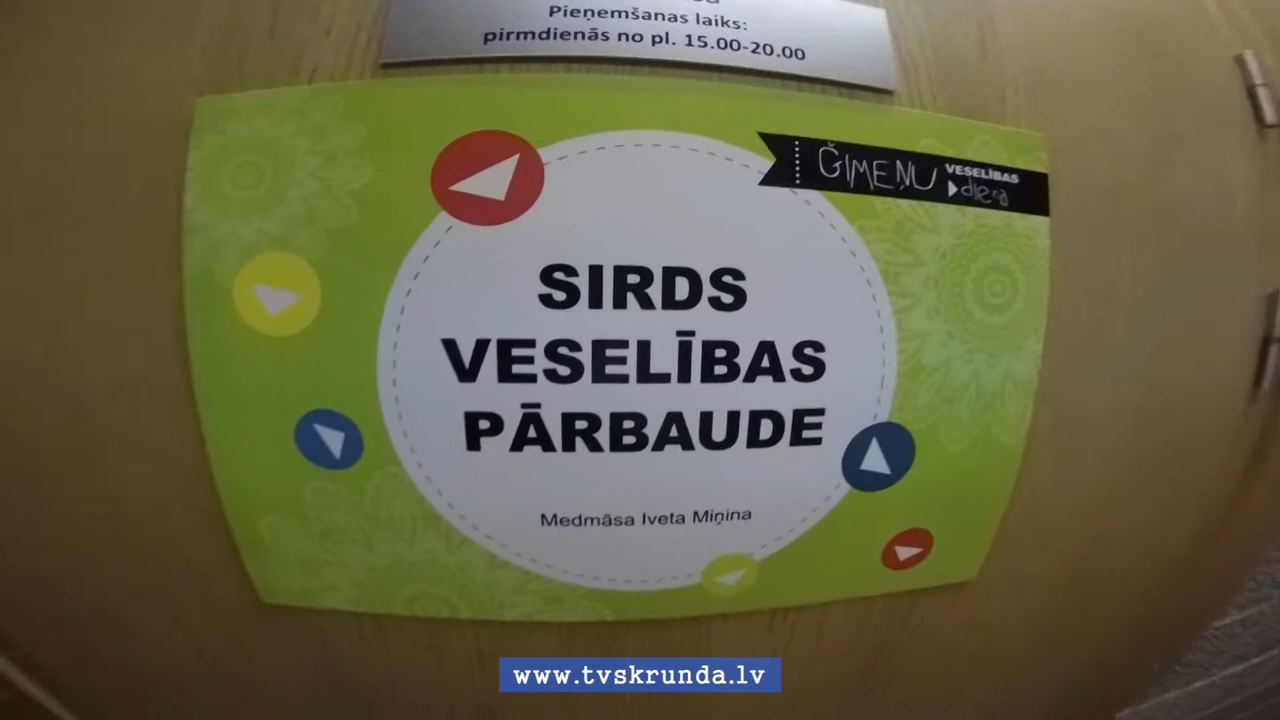 Pieņemšanas laiks:
pirmdienās no pl. 15.00-20.00
ĢIMEŅU VESELĪBAS diena
SIRDS
VESELĪBAS
PĀRBAUDE
Medmāsa Iveta Miņina
www.tvskrunda.lv